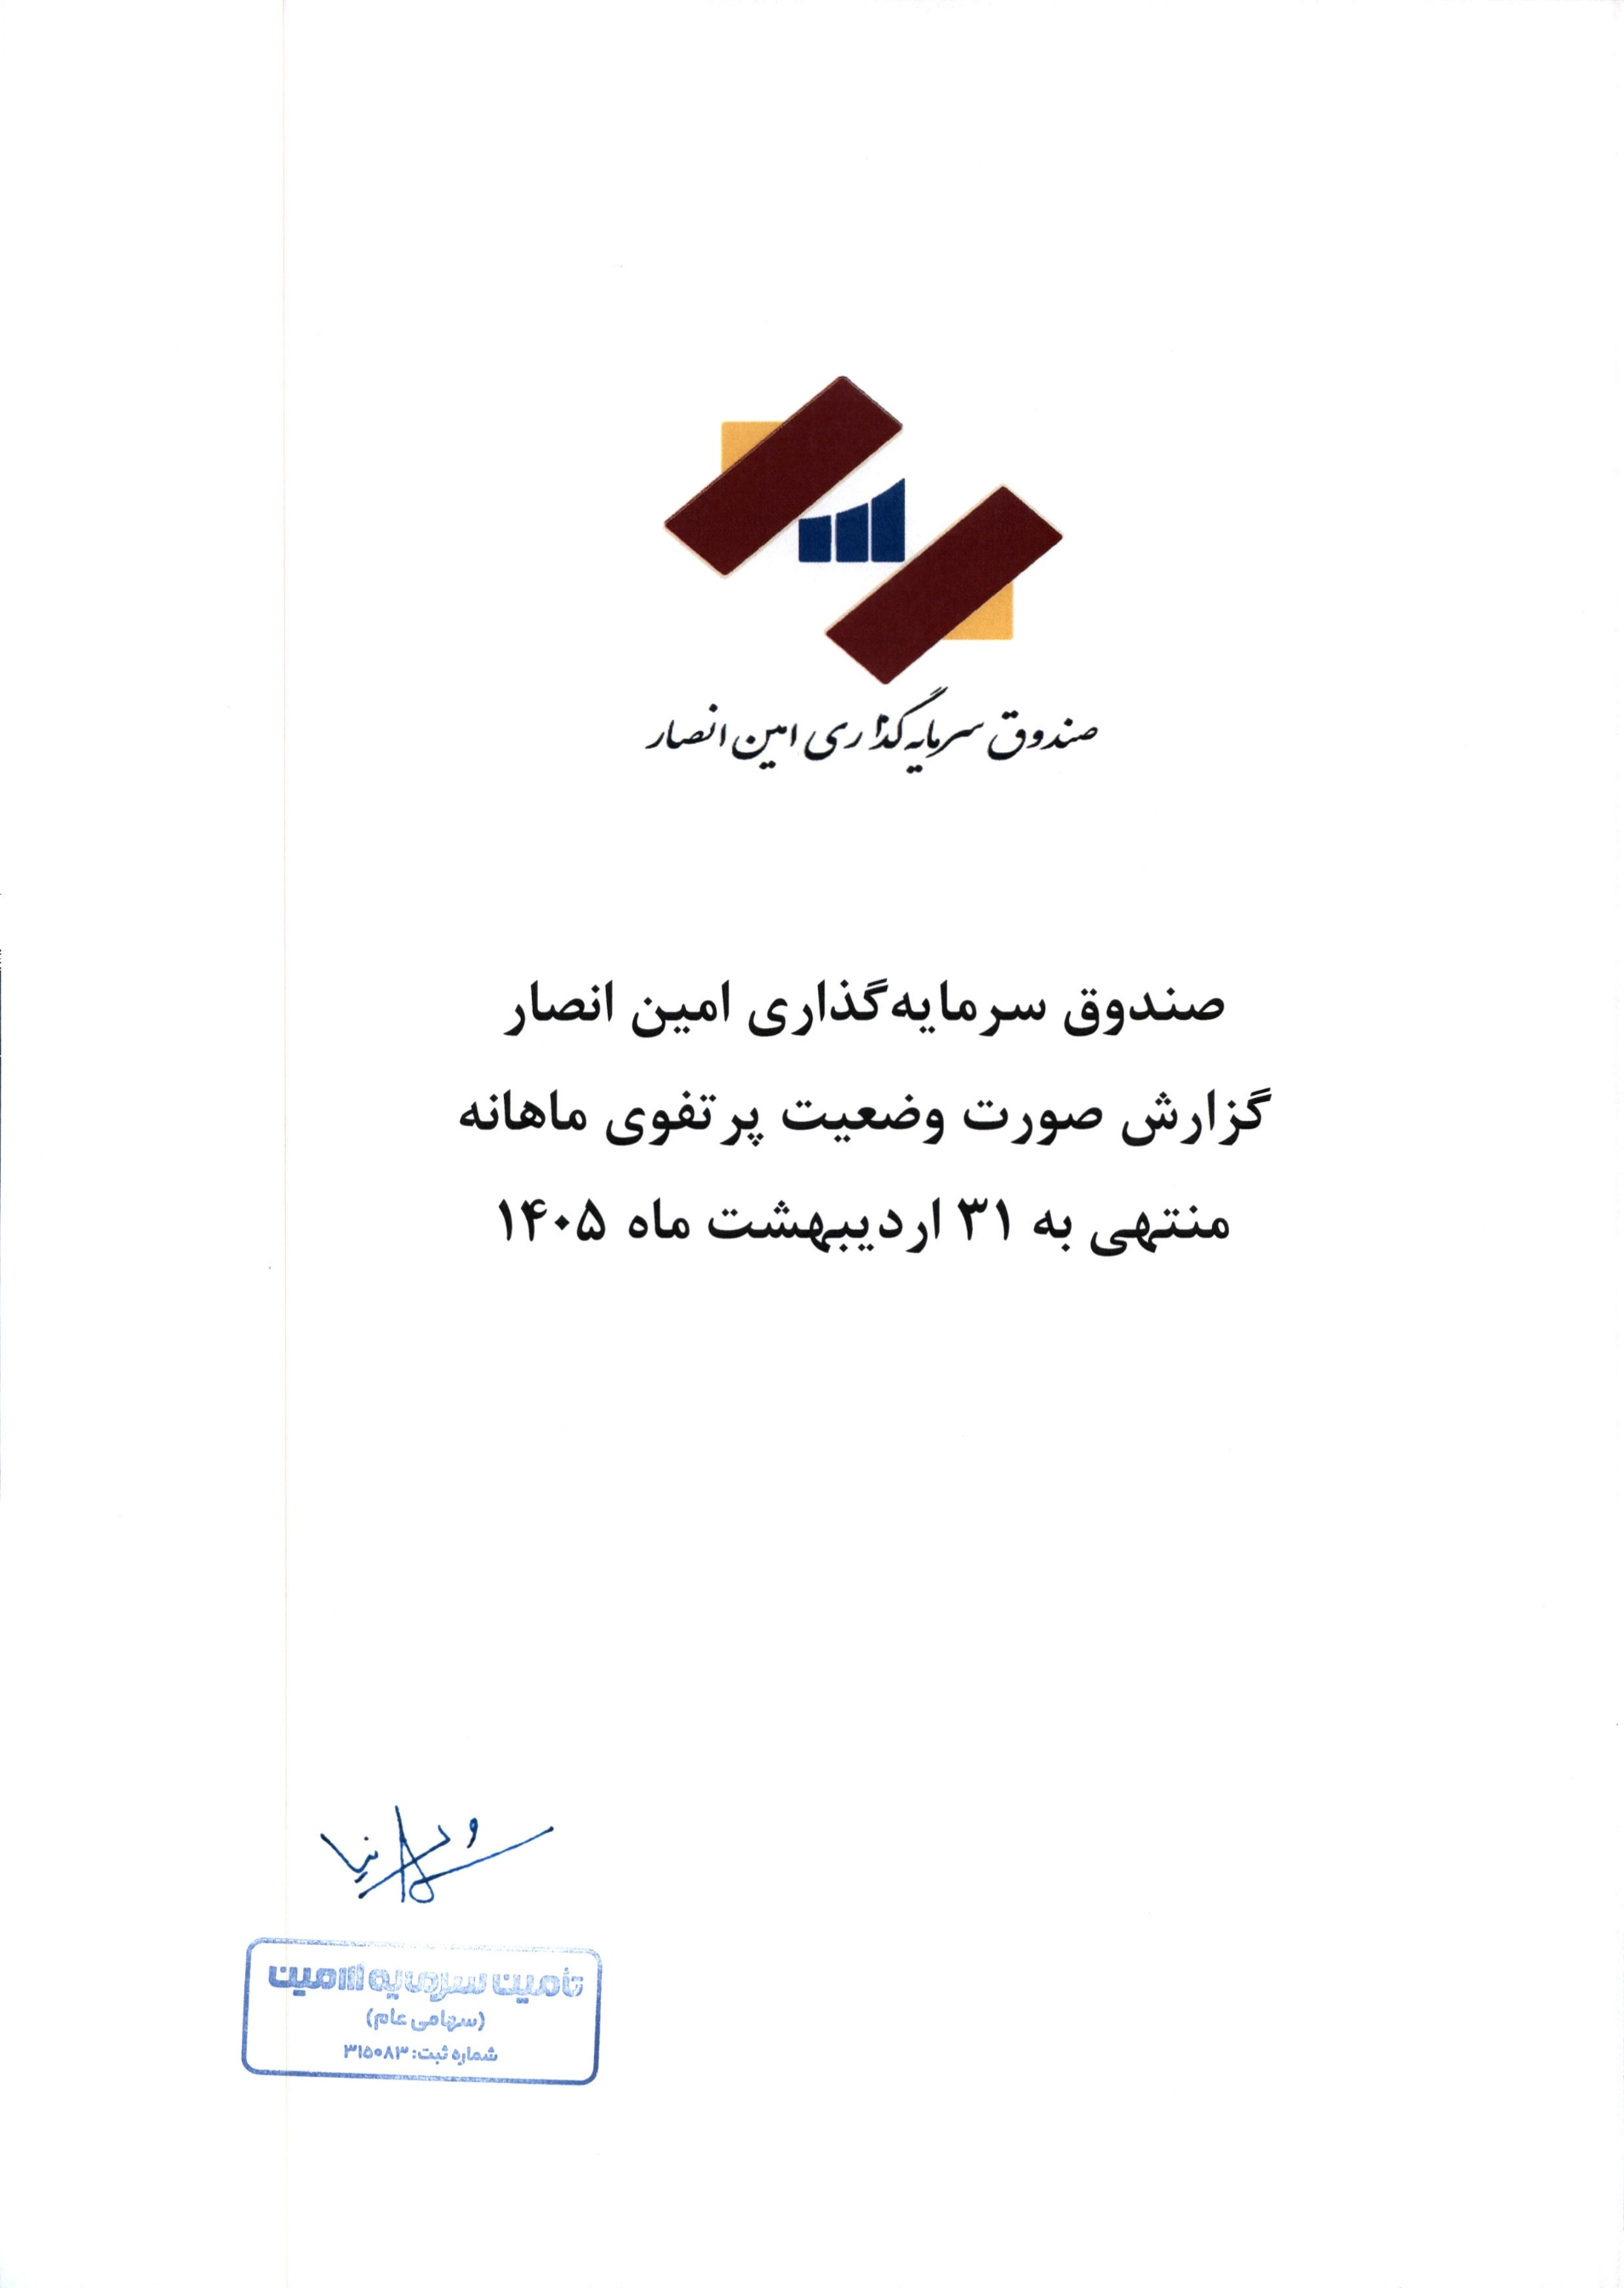 صندوق سرمایه‌گذاری امین انصار
صندوق سرمایه‌گذاری امین انصار
گزارش صورت وضعیت پرتفوی ماهانه
منتهی به ۳۱ اردیبهشت ماه ۱۴۰۵
تأمین سرمایه امین
(سهامی عام)
شماره ثبت: ۳۱۵۰۸۳